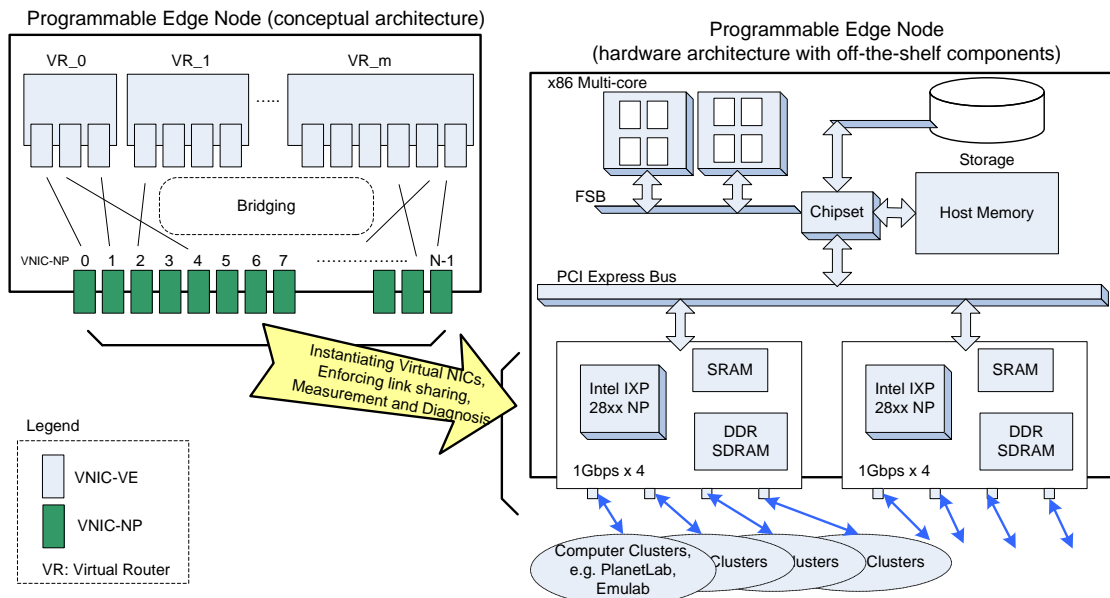 Programmable Edge Node (conceptual architecture)
VR_0
VR_1
VR_m
.....
Bridging
VNIC-NP
0
1
2
3
4
5
6
7
N-1
Instantiating Virtual NICs,
Enforcing link sharing,
Measurement and Diagnosis
Legend
VNIC-VE
VNIC-NP
VR: Virtual Router
Programmable Edge Node
(hardware architecture with off-the-shelf components)
x86 Multi-core
Storage
FSB
Chipset
Host Memory
PCI Express Bus
Intel IXP
28xx NP
SRAM
DDR
SDRAM
1Gbps x 4
Intel IXP
28xx NP
SRAM
DDR
SDRAM
1Gbps x 4
Computer Clusters,
e.g. PlanetLab,
Emulab
Clusters
Clusters
Clusters